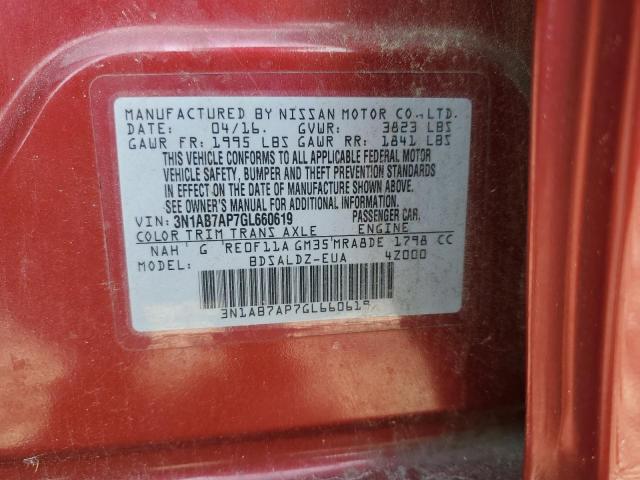 MANUFACTURED BY NISSAN MOTOR CO., LTD.
DATE: 04/16. GVWR: 3823 LBS
GAWR FR: 1995 LBS GAWR RR: 1841 LBS
THIS VEHICLE CONFORMS TO ALL APPLICABLE FEDERAL MOTOR
VEHICLE SAFETY, BUMPER AND THEFT PREVENTION STANDARDS
IN EFFECT ON THE DATE OF MANUFACTURE SHOWN ABOVE.
SEE OWNER'S MANUAL FOR ADDITIONAL INFORMATION.
VIN: 3N1AB7AP7GL660619 PASSENGER CAR.
COLOR TRIM TRANS AXLE ENGINE
NAH G RE0F11A GM35 MRA8DE 1798 CC
MODEL: BDSALDZ-EUA 4Z000
3N1AB7AP7GL660619